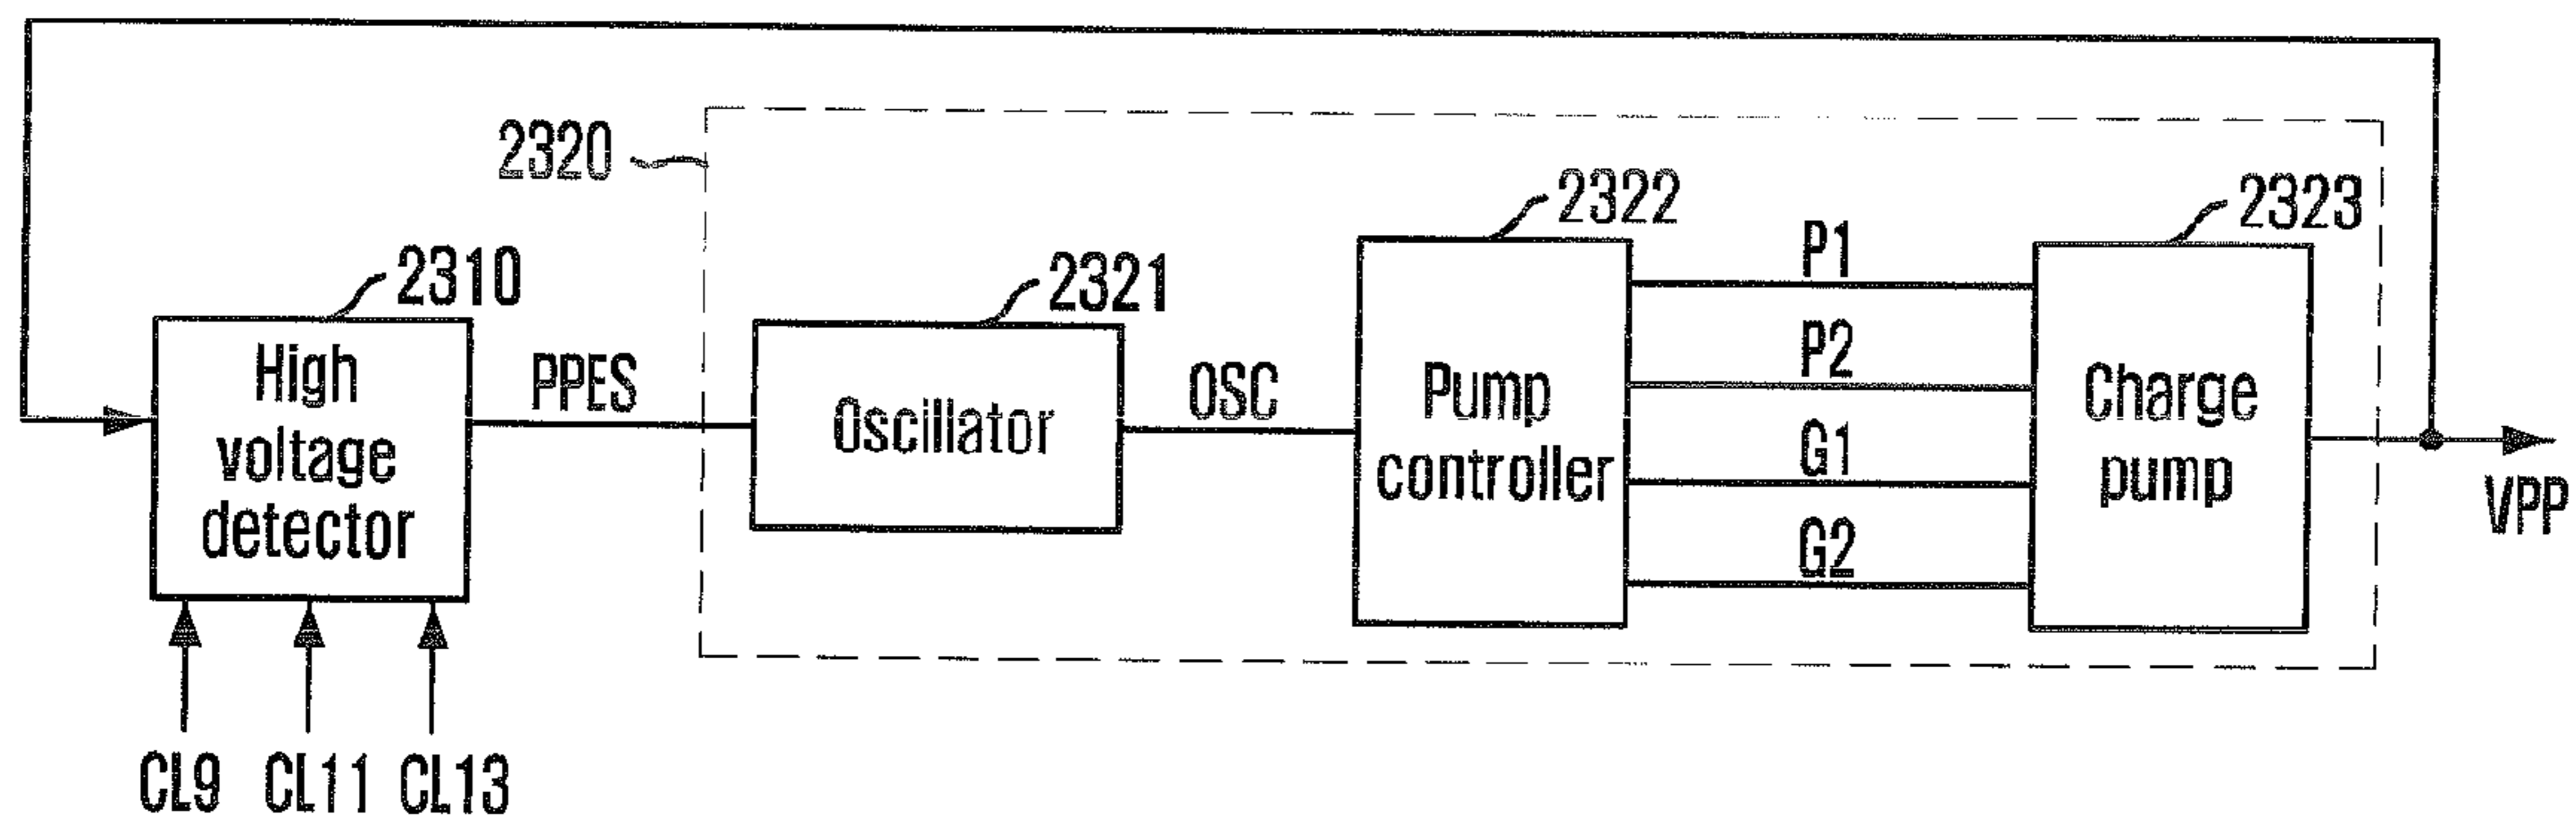 2320
2322
2323
2310
2321
P1
P2
G1
G2
High
voltage
detector
PPES
Oscillator
OSC
Pump
controller
Charge
pump
VPP
CL9 CL11 CL13